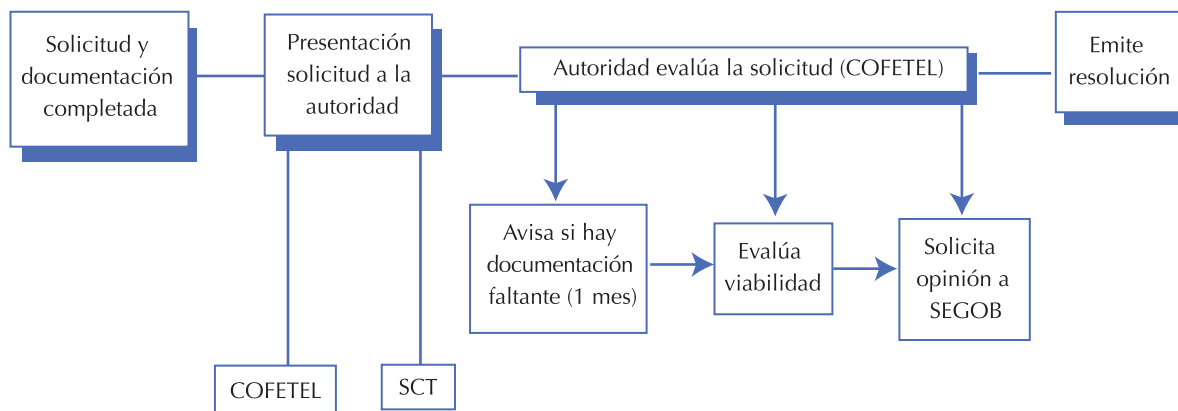 Solicitud y
documentación
completada
Presentación
solicitud a la
autoridad
Autoridad evalúa la solicitud (COFETEL)
Emite
resolución
Avisa si hay
documentación
faltante (1 mes)
Evalúa
viabilidad
Solicita
opinión a
SEGOB
COFETEL
SCT